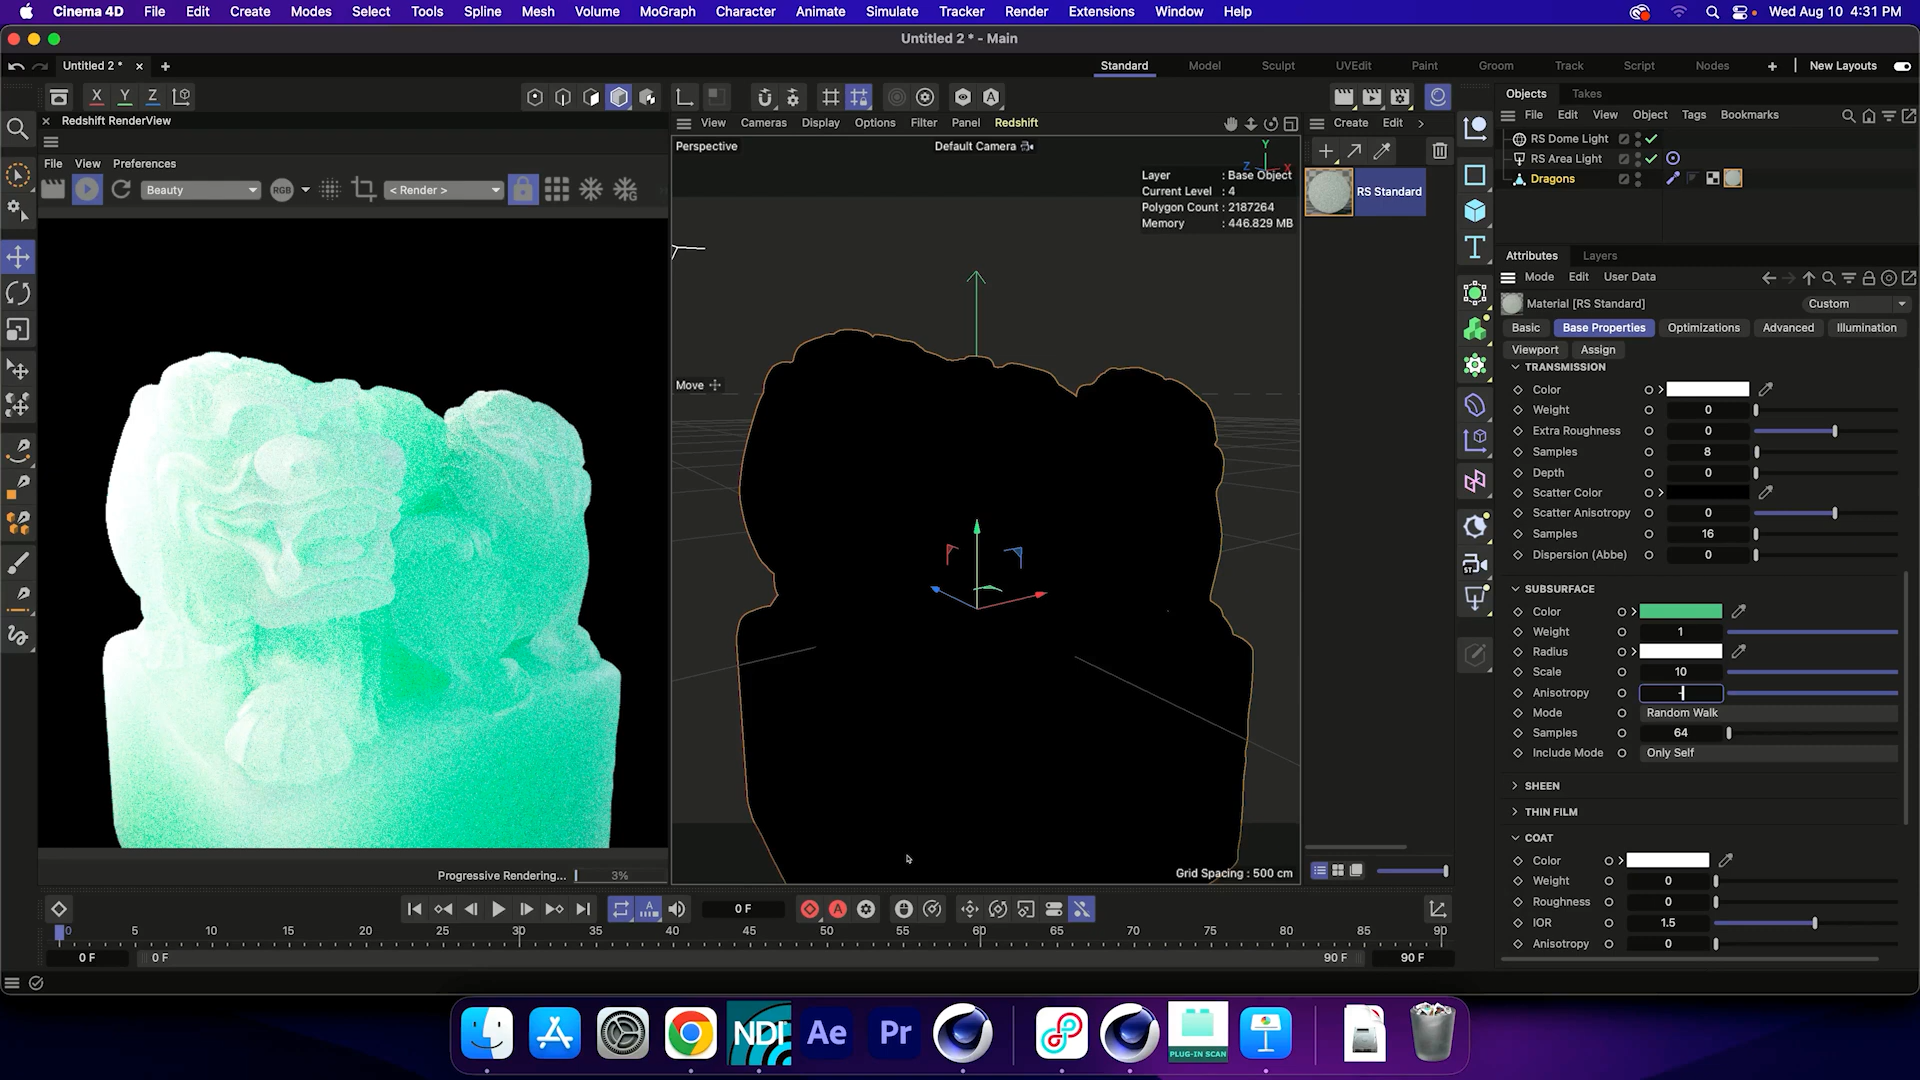 Cinema 4D File Edit Create Modes Select Tools Spline Mesh Volume MoGraph Character Animate Simulate Tracker Render Extensions Window Help Wed Aug 10 4:31 PM
Untitled 2 * - Main
Untitled 2 * Standard Model Sculpt UVEdit Paint Groom Track Script Nodes New Layouts
X Y Z
Objects Takes
Redshift RenderView
View Cameras Display Options Filter Panel Redshift
Create Edit
File Edit View Object Tags Bookmarks
File View Preferences
Beauty RGB < Render >
Perspective
Default Camera
Y
Z X
Layer : Base Object
Current Level : 4
Polygon Count : 2187264
Memory : 446.829 MB
RS Standard
RS Dome Light
RS Area Light
Dragons
Attributes Layers
Mode Edit User Data
Material [RS Standard] Custom
Basic Base Properties Optimizations Advanced Illumination
Viewport Assign
TRANSMISSION
Color
Weight 0
Extra Roughness 0
Samples 8
Depth 0
Scatter Color
Scatter Anisotropy 0
Samples 16
Dispersion (Abbe) 0
SUBSURFACE
Color
Weight 1
Radius
Scale 10
Anisotropy -
Mode Random Walk
Samples 64
Include Mode Only Self
SHEEN
THIN FILM
COAT
Color
Weight 0
Roughness 0
IOR 1.5
Anisotropy 0
Move
Grid Spacing : 500 cm
Progressive Rendering... 3%
0 F
0 5 10 15 20 25 30 35 40 45 50 55 60 65 70 75 80 85 90
0 F 0 F 90 F 90 F
NDI Ae Pr
PLUG-IN SCAN